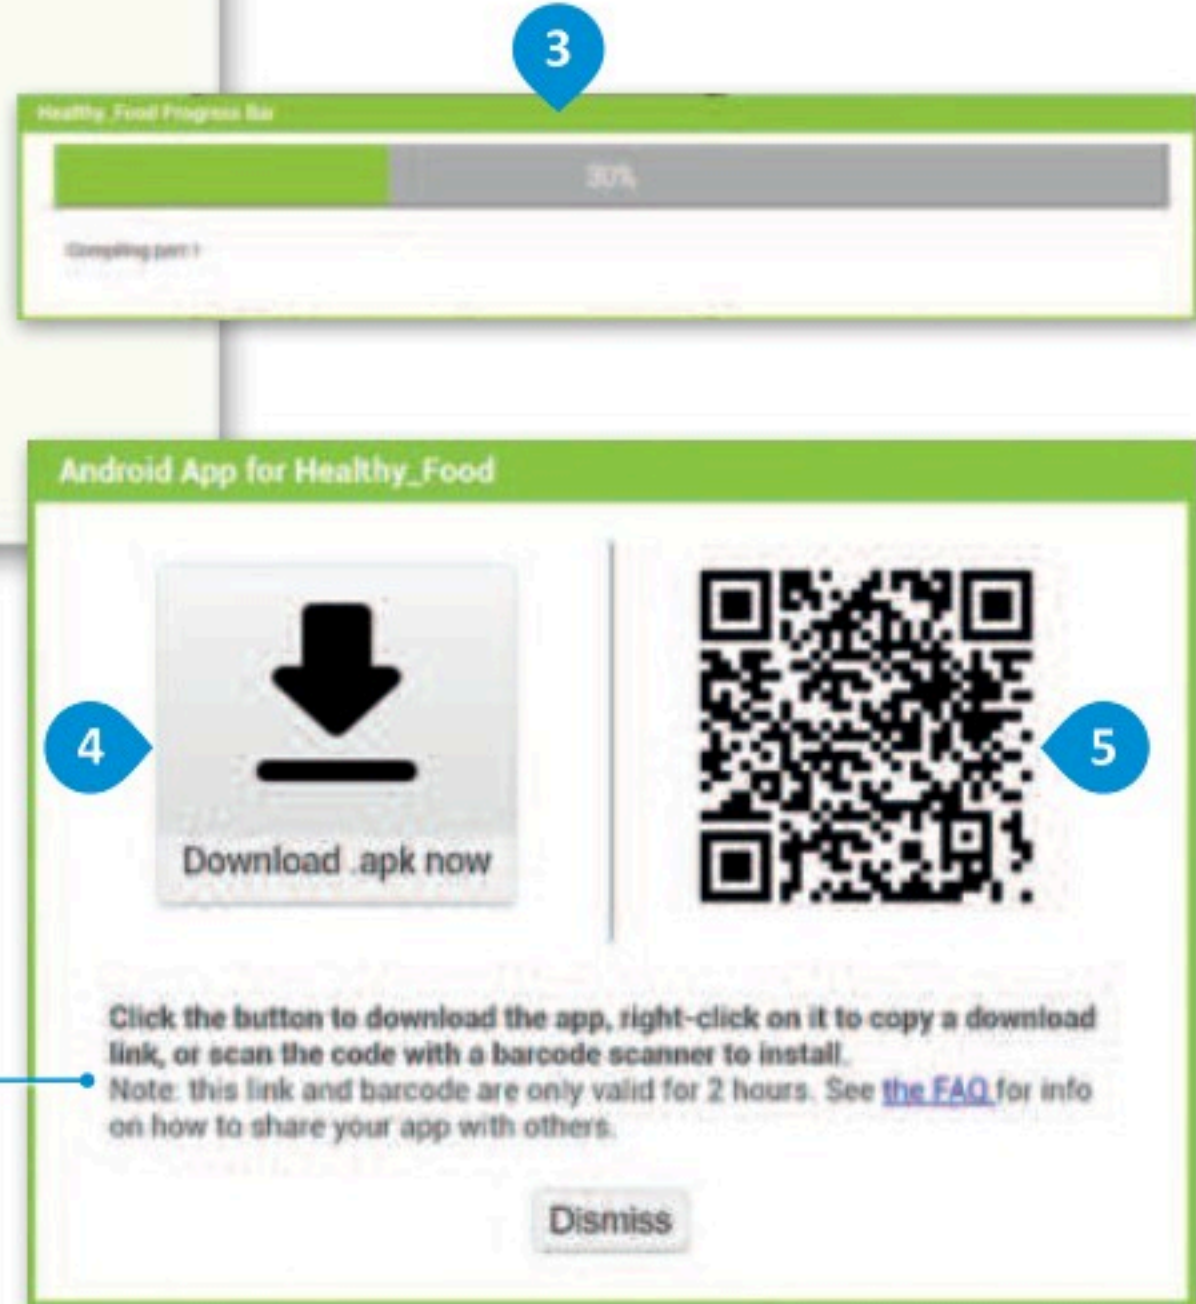 3
Healthy_Food Progress Bar
30%
Compiling part 1
Android App for Healthy_Food
4
Download .apk now
5
Click the button to download the app, right-click on it to copy a download
link, or scan the code with a barcode scanner to install.
Note: this link and barcode are only valid for 2 hours. See the FAQ for info
on how to share your app with others.
Dismiss